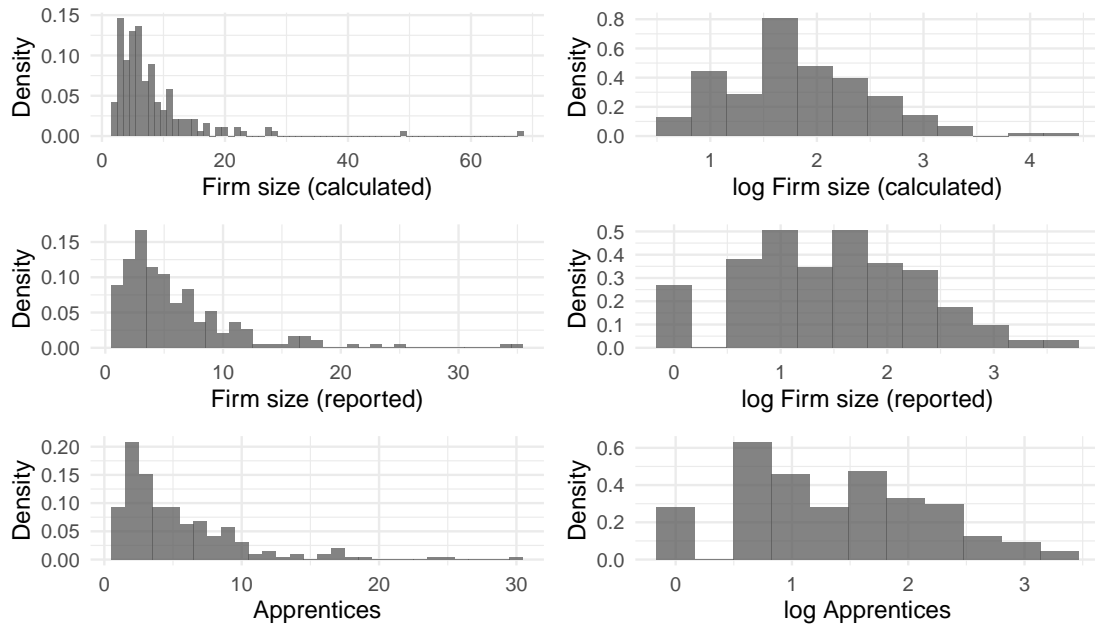 Density
0.15
0.10
0.05
0.00
0 20 40 60
Firm size (calculated)
Density
0.8
0.6
0.4
0.2
0.0
1 2 3 4
log Firm size (calculated)
Density
0.15
0.10
0.05
0.00
0 10 20 30
Firm size (reported)
Density
0.5
0.4
0.3
0.2
0.1
0.0
0 1 2 3
log Firm size (reported)
Density
0.20
0.15
0.10
0.05
0.00
0 10 20 30
Apprentices
Density
0.6
0.4
0.2
0.0
0 1 2 3
log Apprentices